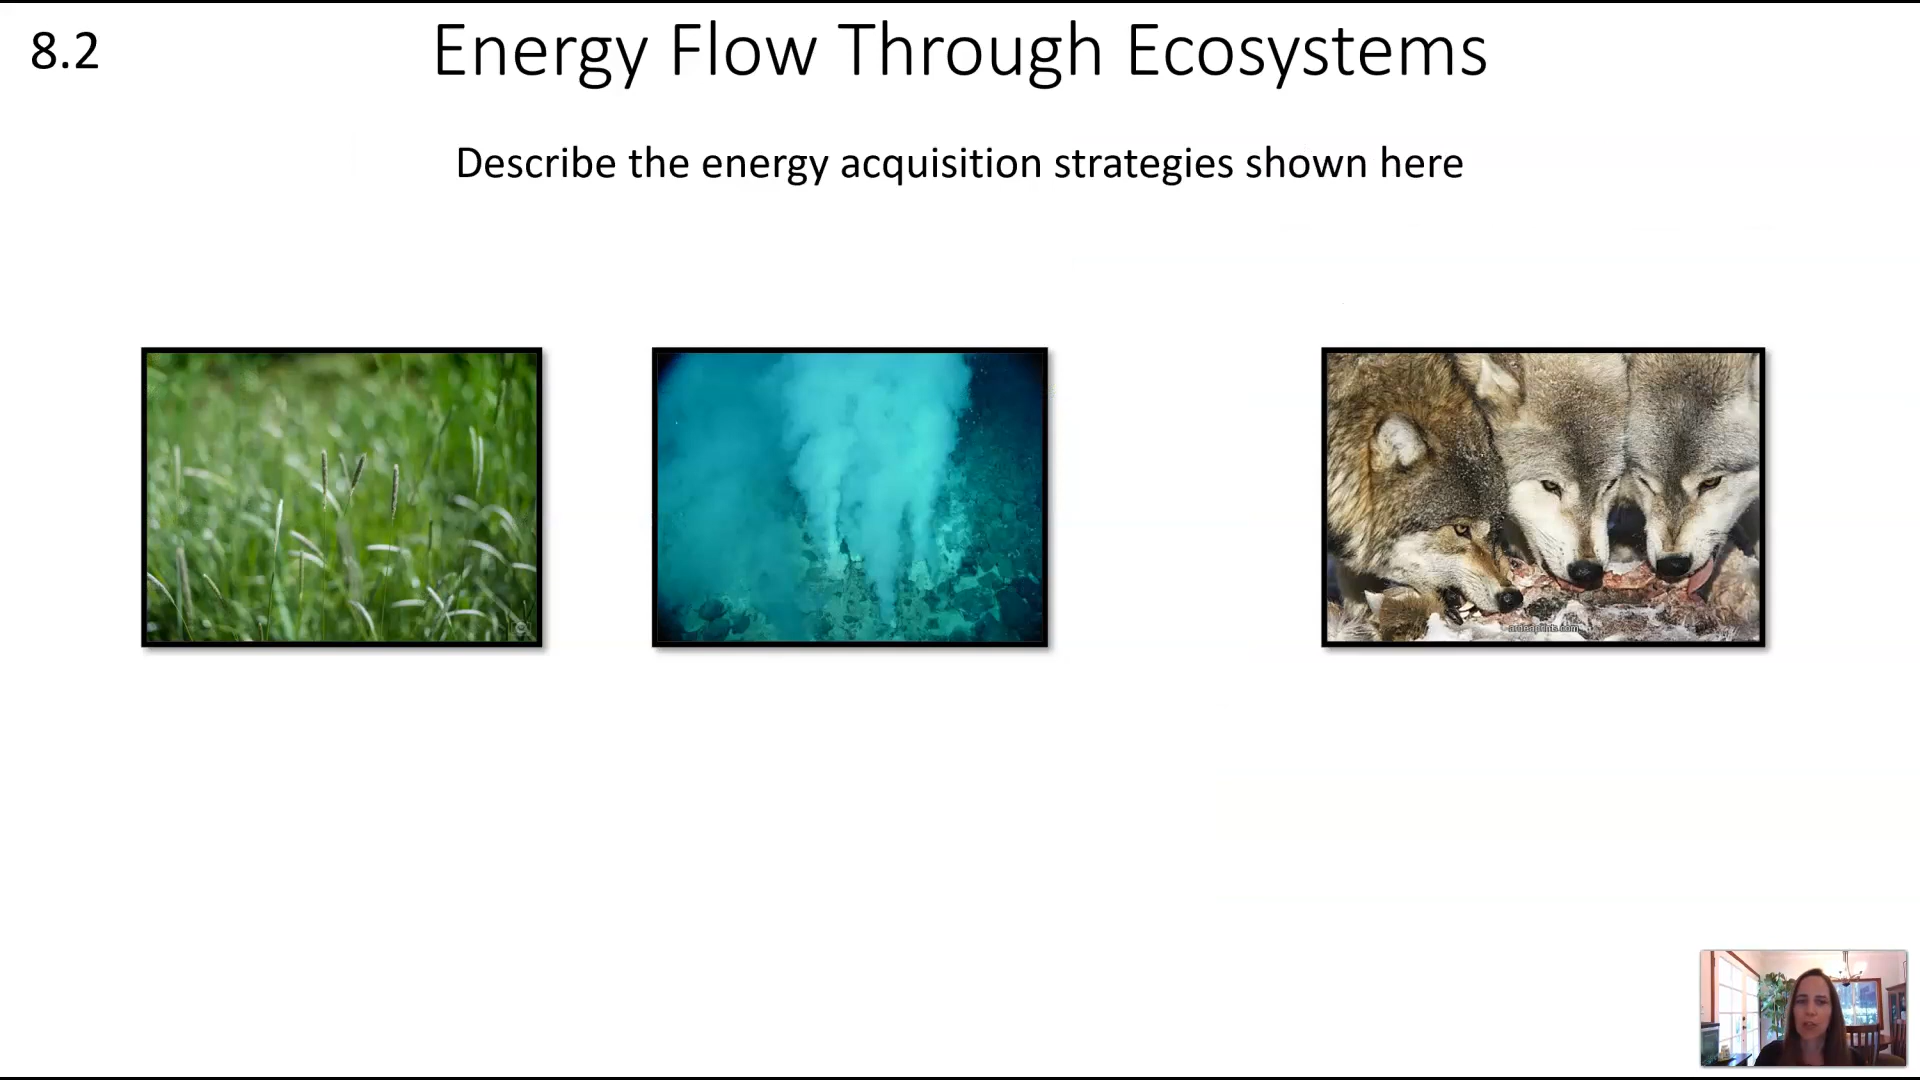 8.2
Energy Flow Through Ecosystems
Describe the energy acquisition strategies shown here